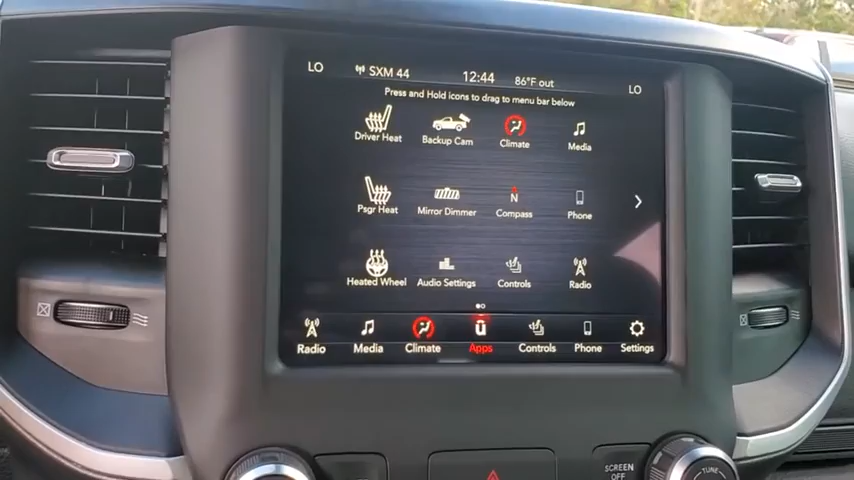 LO SXM 44 12:44 86°F out LO
Press and Hold icons to drag to menu bar below
Driver Heat Backup Cam Climate Media
Psgr Heat Mirror Dimmer N Compass Phone
Heated Wheel Audio Settings Controls Radio
Radio Media Climate Apps Controls Phone Settings
SCREEN
OFF
TUNE